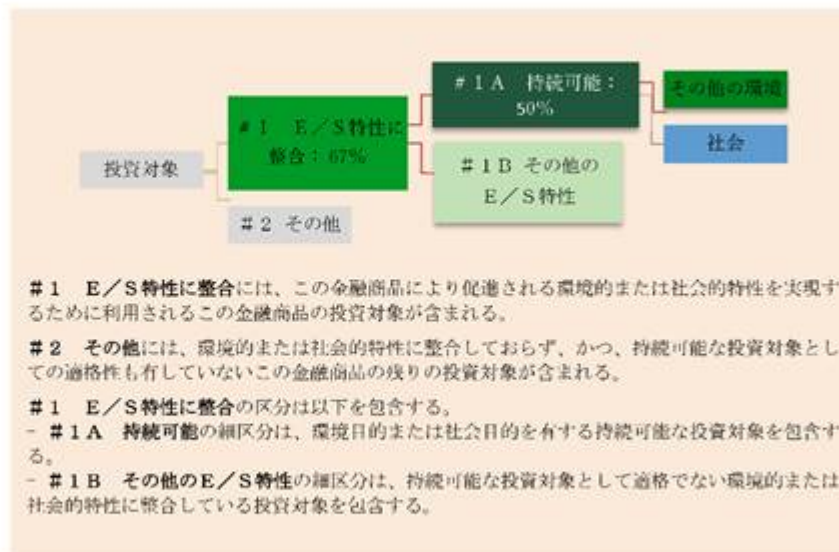 投資対象
＃１　Ｅ／Ｓ特性に
整合：67%
＃２ その他
＃１Ａ　持続可能：
50%
＃１Ｂ その他の
Ｅ／Ｓ特性
その他の環境
社会
＃１　Ｅ／Ｓ特性に整合には、この金融商品により促進される環境的または社会的特性を実現す
るために利用されるこの金融商品の投資対象が含まれる。
＃２　その他には、環境的または社会的特性に整合しておらず、かつ、持続可能な投資対象とし
ての適格性も有していないこの金融商品の残りの投資対象が含まれる。
＃１　Ｅ／Ｓ特性に整合の区分は以下を包含する。
- ＃１Ａ　持続可能の細区分は、環境目的または社会目的を有する持続可能な投資対象を包含す
る。
- ＃１Ｂ　その他のＥ／Ｓ特性の細区分は、持続可能な投資対象として適格でない環境的または
社会的特性に整合している投資対象を包含する。